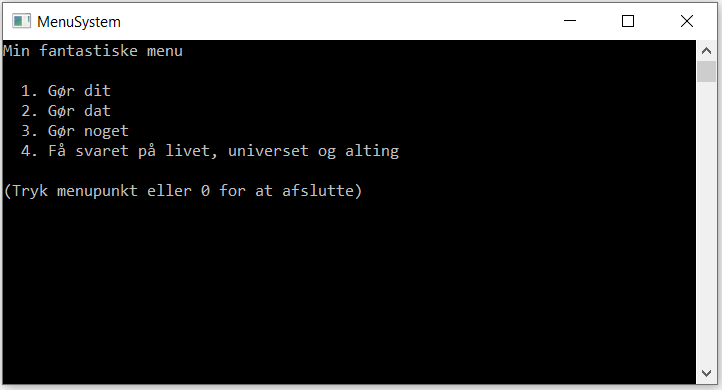 MenuSystem
Min fantastiske menu
1. Gør dit
2. Gør dat
3. Gør noget
4. Få svaret på livet, universet og alting
(Tryk menupunkt eller 0 for at afslutte)